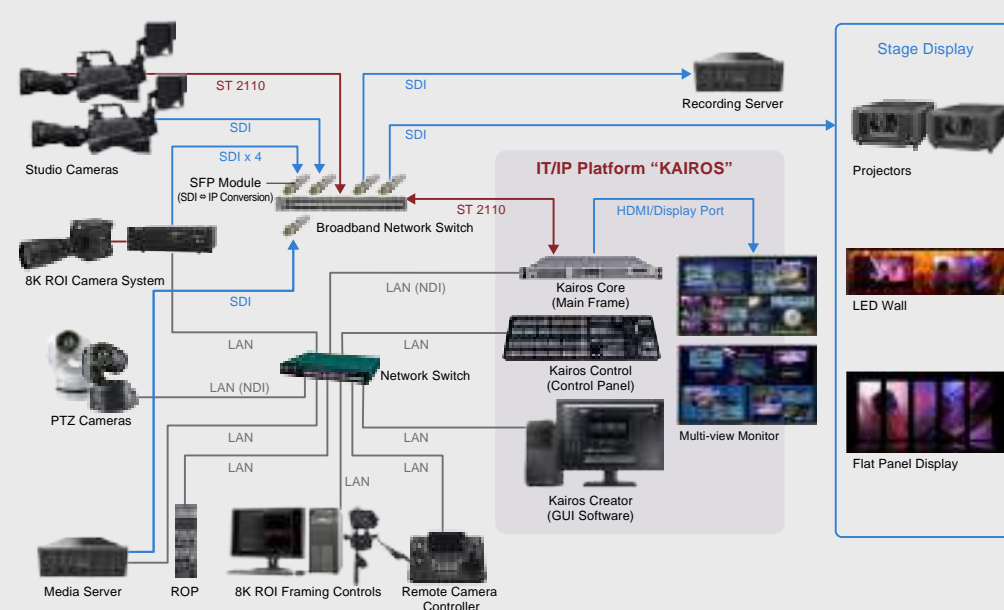 Studio Cameras
ST 2110
SDI
SDI x 4
SFP Module
(SDI ⇔ IP Conversion)
Broadband Network Switch
8K ROI Camera System
SDI
SDI
SDI
Recording Server
Stage Display
Projectors
LED Wall
Flat Panel Display
IT/IP Platform “KAIROS”
ST 2110
HDMI/Display Port
LAN (NDI)
Kairos Core
(Main Frame)
LAN
Kairos Control
(Control Panel)
Multi-view Monitor
LAN
Kairos Creator
(GUI Software)
LAN
Network Switch
LAN (NDI)
PTZ Cameras
LAN
LAN
LAN
LAN
Media Server
ROP
8K ROI Framing Controls
Remote Camera
Controller